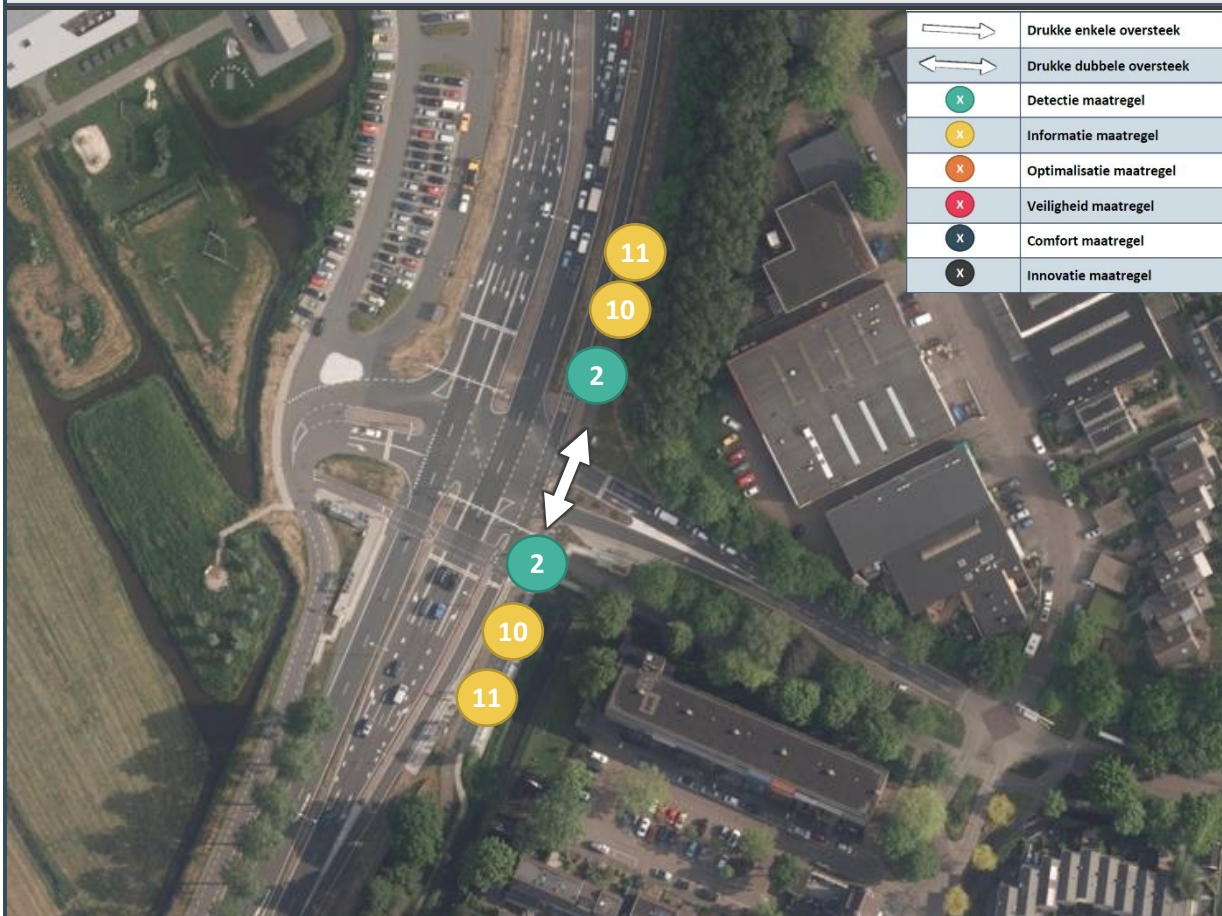 Drukke enkele oversteek
Drukke dubbele oversteek
X Detectie maatregel
X Informatie maatregel
X Optimalisatie maatregel
X Veiligheid maatregel
X Comfort maatregel
X Innovatie maatregel
11
10
2
2
10
11